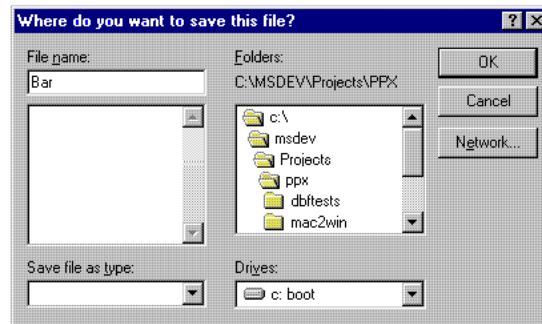 Where do you want to save this file?
File name:
Bar
Folders:
C:\MSDEV\Projects\PPX
c:\
msdev
Projects
ppx
dbftests
mac2win
OK
Cancel
Network...
Save file as type:
Drives:
c: boot